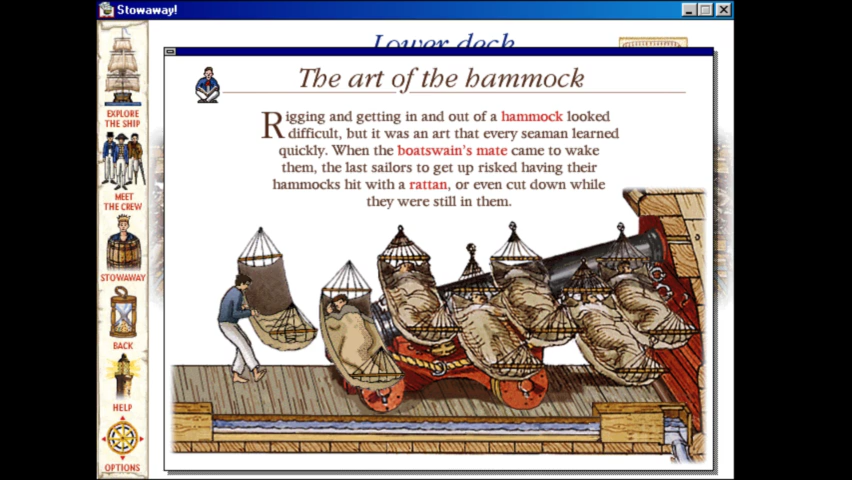 Stowaway!
Lower deck
The art of the hammock
Rigging and getting in and out of a hammock looked
difficult, but it was an art that every seaman learned
quickly. When the boatswain's mate came to wake
them, the last sailors to get up risked having their
hammocks hit with a rattan, or even cut down while
they were still in them.
EXPLORE
THE SHIP
MEET
THE CREW
STOWAWAY
BACK
HELP
OPTIONS